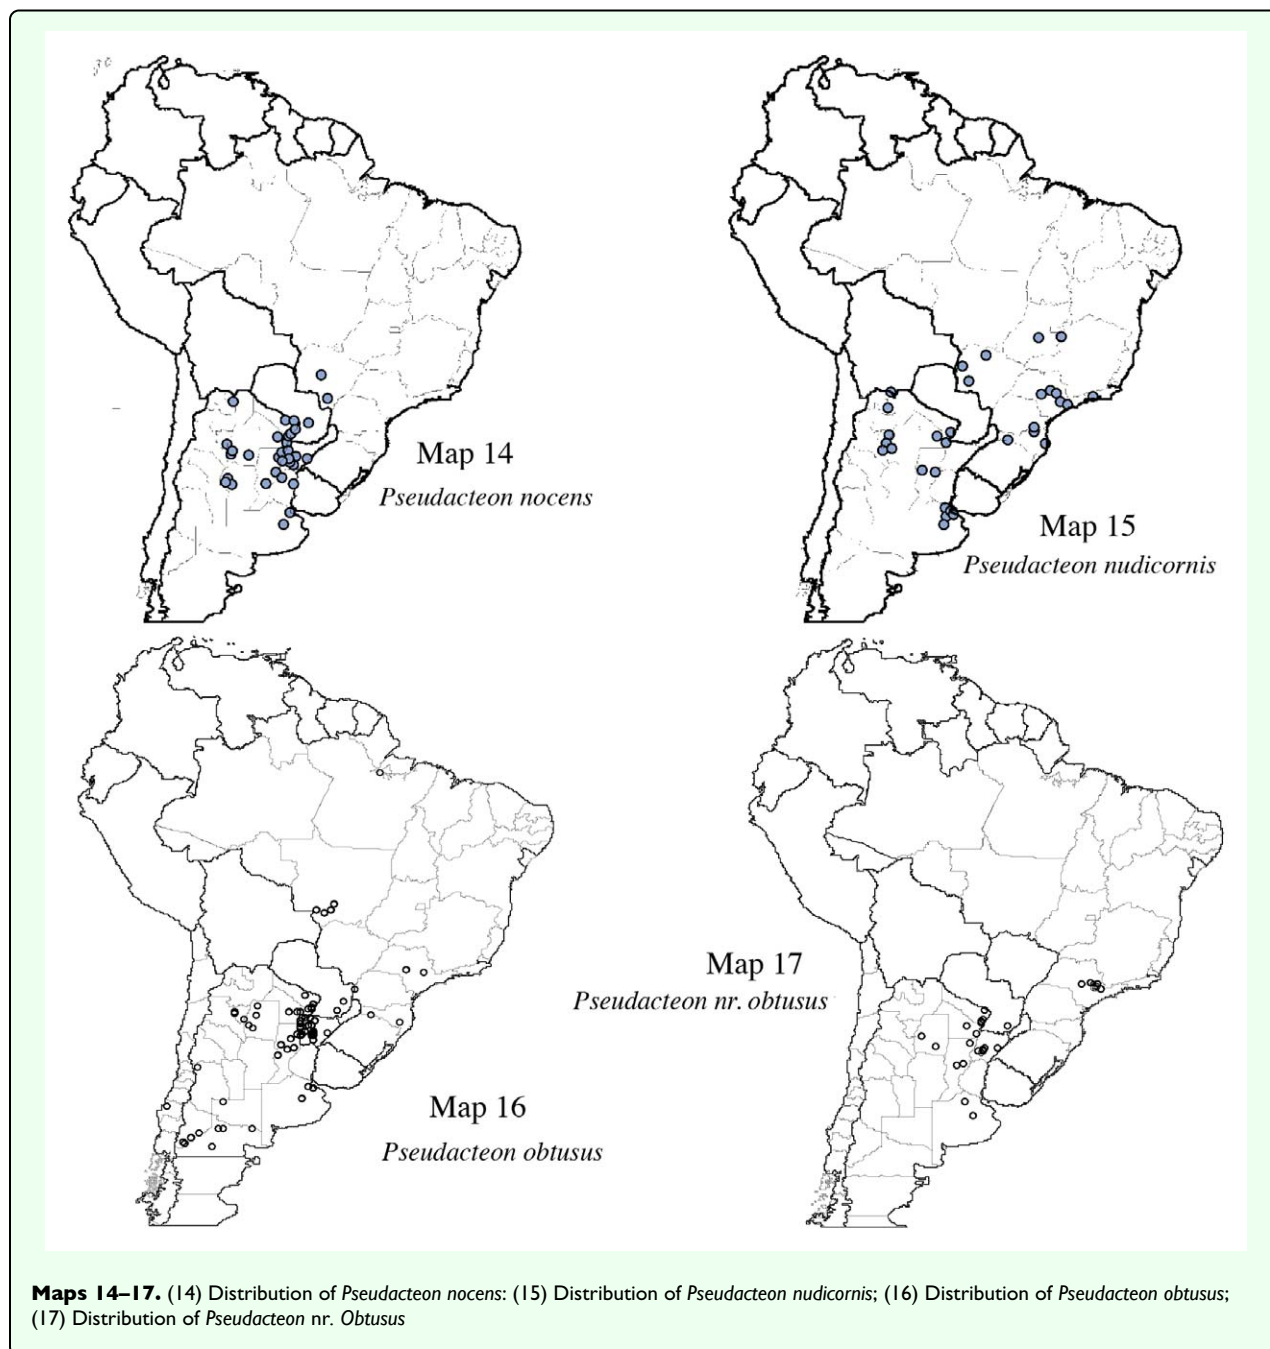 Map 14
Pseudacteon nocens
Map 15
Pseudacteon nudicornis
Map 16
Pseudacteon obtusus
Map 17
Pseudacteon nr. obtusus
Maps 14–17. (14) Distribution of Pseudacteon nocens: (15) Distribution of Pseudacteon nudicornis; (16) Distribution of Pseudacteon obtusus;
(17) Distribution of Pseudacteon nr. Obtusus